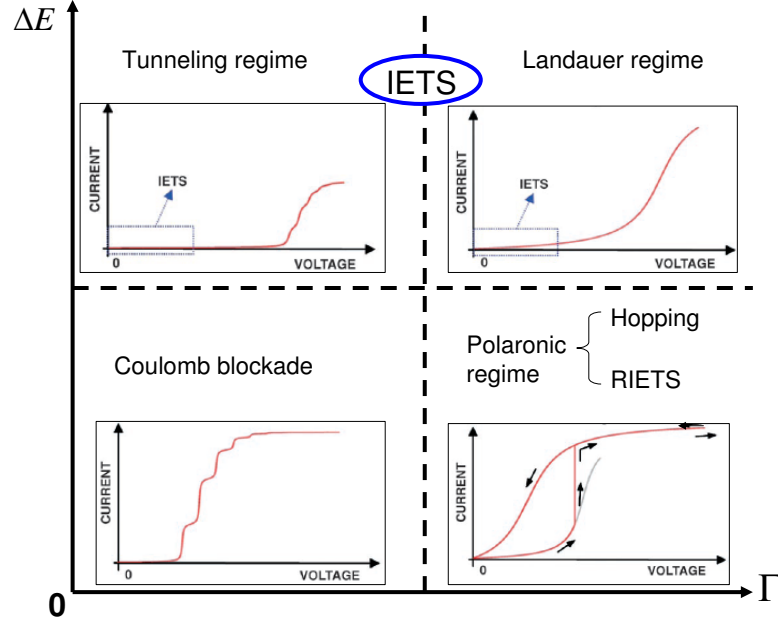 ΔE
Tunneling regime
IETS
Landauer regime
CURRENT
IETS
0
VOLTAGE
CURRENT
IETS
0
VOLTAGE
Coulomb blockade
Polaronic
regime
Hopping
RIETS
CURRENT
0
VOLTAGE
CURRENT
0
VOLTAGE
0
Γ